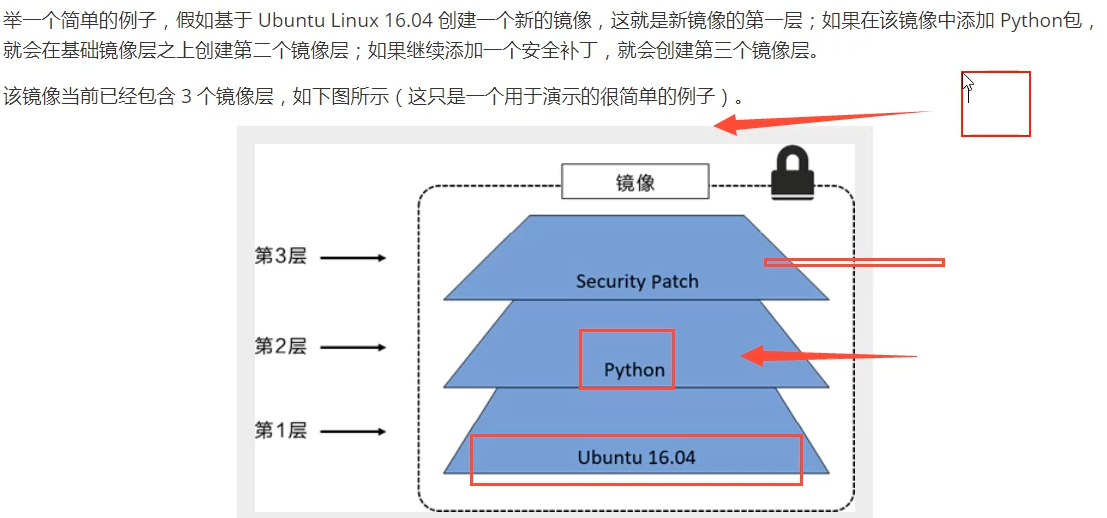 举一个简单的例子，假如基于 Ubuntu Linux 16.04 创建一个新的镜像，这就是新镜像的第一层；如果在该镜像中添加 Python包，
就会在基础镜像层之上创建第二个镜像层；如果继续添加一个安全补丁，就会创建第三个镜像层。
该镜像当前已经包含 3 个镜像层，如下图所示（这只是一个用于演示的很简单的例子）。
镜像
第3层
Security Patch
第2层
Python
第1层
Ubuntu 16.04